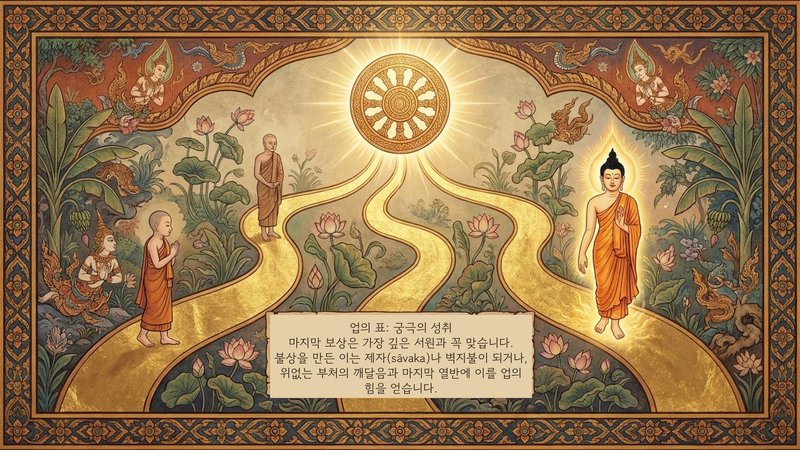 업의 표: 궁극의 성취
마지막 보상은 가장 깊은 서원과 꼭 맞습니다.
불상을 만든 이는 제자(sāvaka)나 벽지불이 되거나,
위없는 부처의 깨달음과 마지막 열반에 이를 업의
힘을 얻습니다.